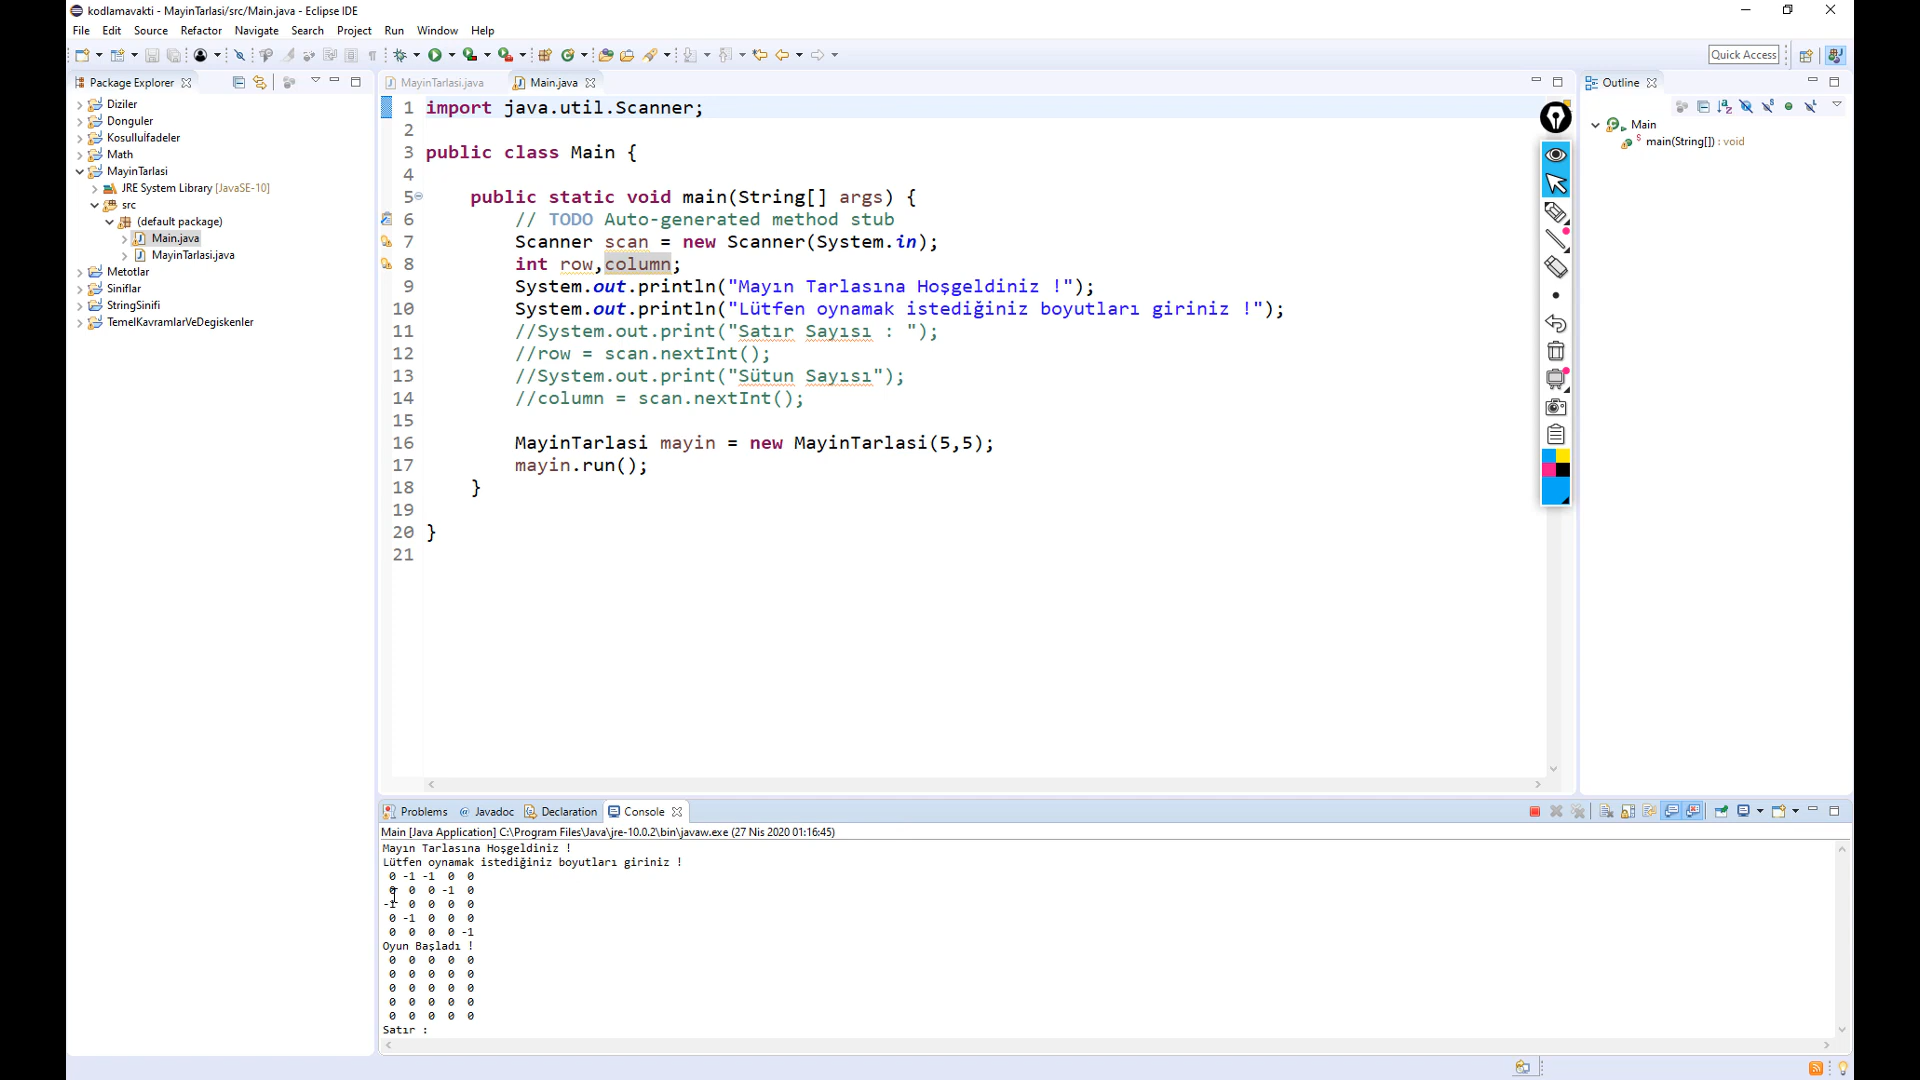 kodlamavakti - MayinTarlasi/src/Main.java - Eclipse IDE
File Edit Source Refactor Navigate Search Project Run Window Help
Quick Access
Package Explorer
MayinTarlasi.java Main.java
Outline
Diziler
Donguler
KosulluIfadeler
Math
MayinTarlasi
JRE System Library [JavaSE-10]
src
(default package)
Main.java
MayinTarlasi.java
Metotlar
Siniflar
StringSinifi
TemelKavramlarVeDegiskenler
1 import java.util.Scanner;
2
3 public class Main {
4
5 public static void main(String[] args) {
6 // TODO Auto-generated method stub
7 Scanner scan = new Scanner(System.in);
8 int row,column;
9 System.out.println("Mayın Tarlasına Hoşgeldiniz !");
10 System.out.println("Lütfen oynamak istediğiniz boyutları giriniz !");
11 //System.out.print("Satır Sayısı : ");
12 //row = scan.nextInt();
13 //System.out.print("Sütun Sayısı");
14 //column = scan.nextInt();
15
16 MayinTarlasi mayin = new MayinTarlasi(5,5);
17 mayin.run();
18 }
19
20 }
21
Main
main(String[]) : void
Problems Javadoc Declaration Console
Main [Java Application] C:\Program Files\Java\jre-10.0.2\bin\javaw.exe (27 Nis 2020 01:16:45)
Mayın Tarlasına Hoşgeldiniz !
Lütfen oynamak istediğiniz boyutları giriniz !
0 -1 -1 0 0
0 0 0 -1 0
-1 0 0 0 0
0 -1 0 0 0
0 0 0 0 -1
Oyun Başladı !
0 0 0 0 0
0 0 0 0 0
0 0 0 0 0
0 0 0 0 0
0 0 0 0 0
Satır :